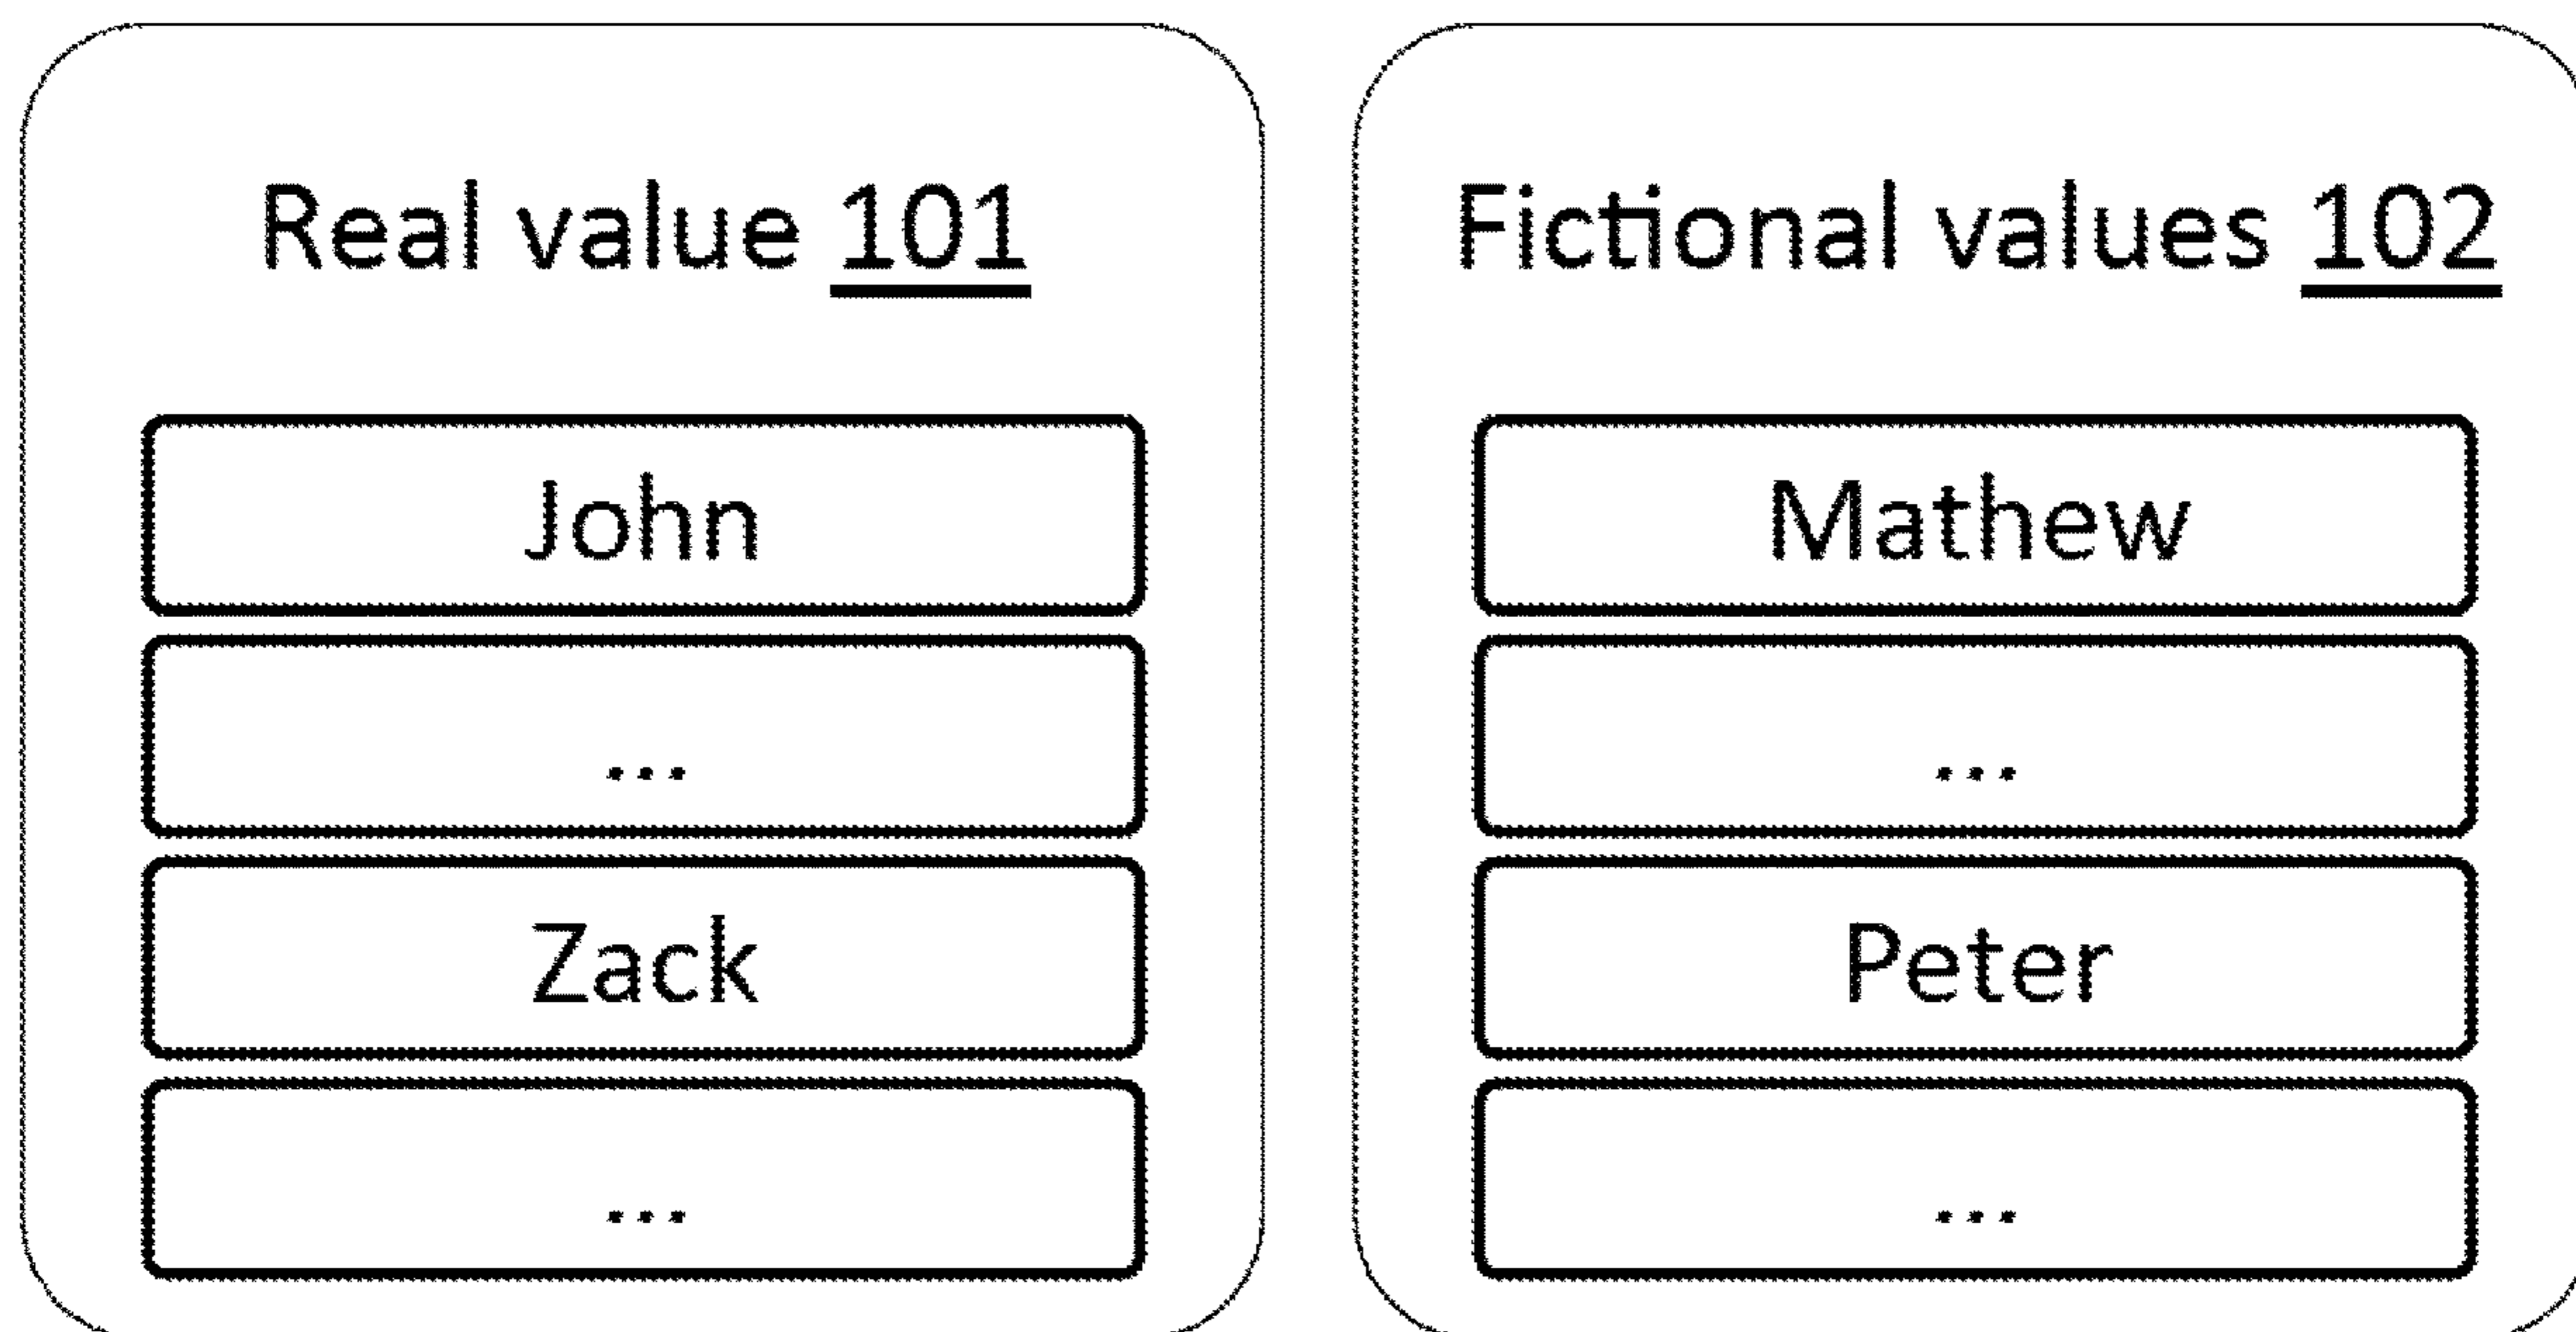 Real value 101
John
...
Zack
...
Fictional values 102
Mathew
...
Peter
...